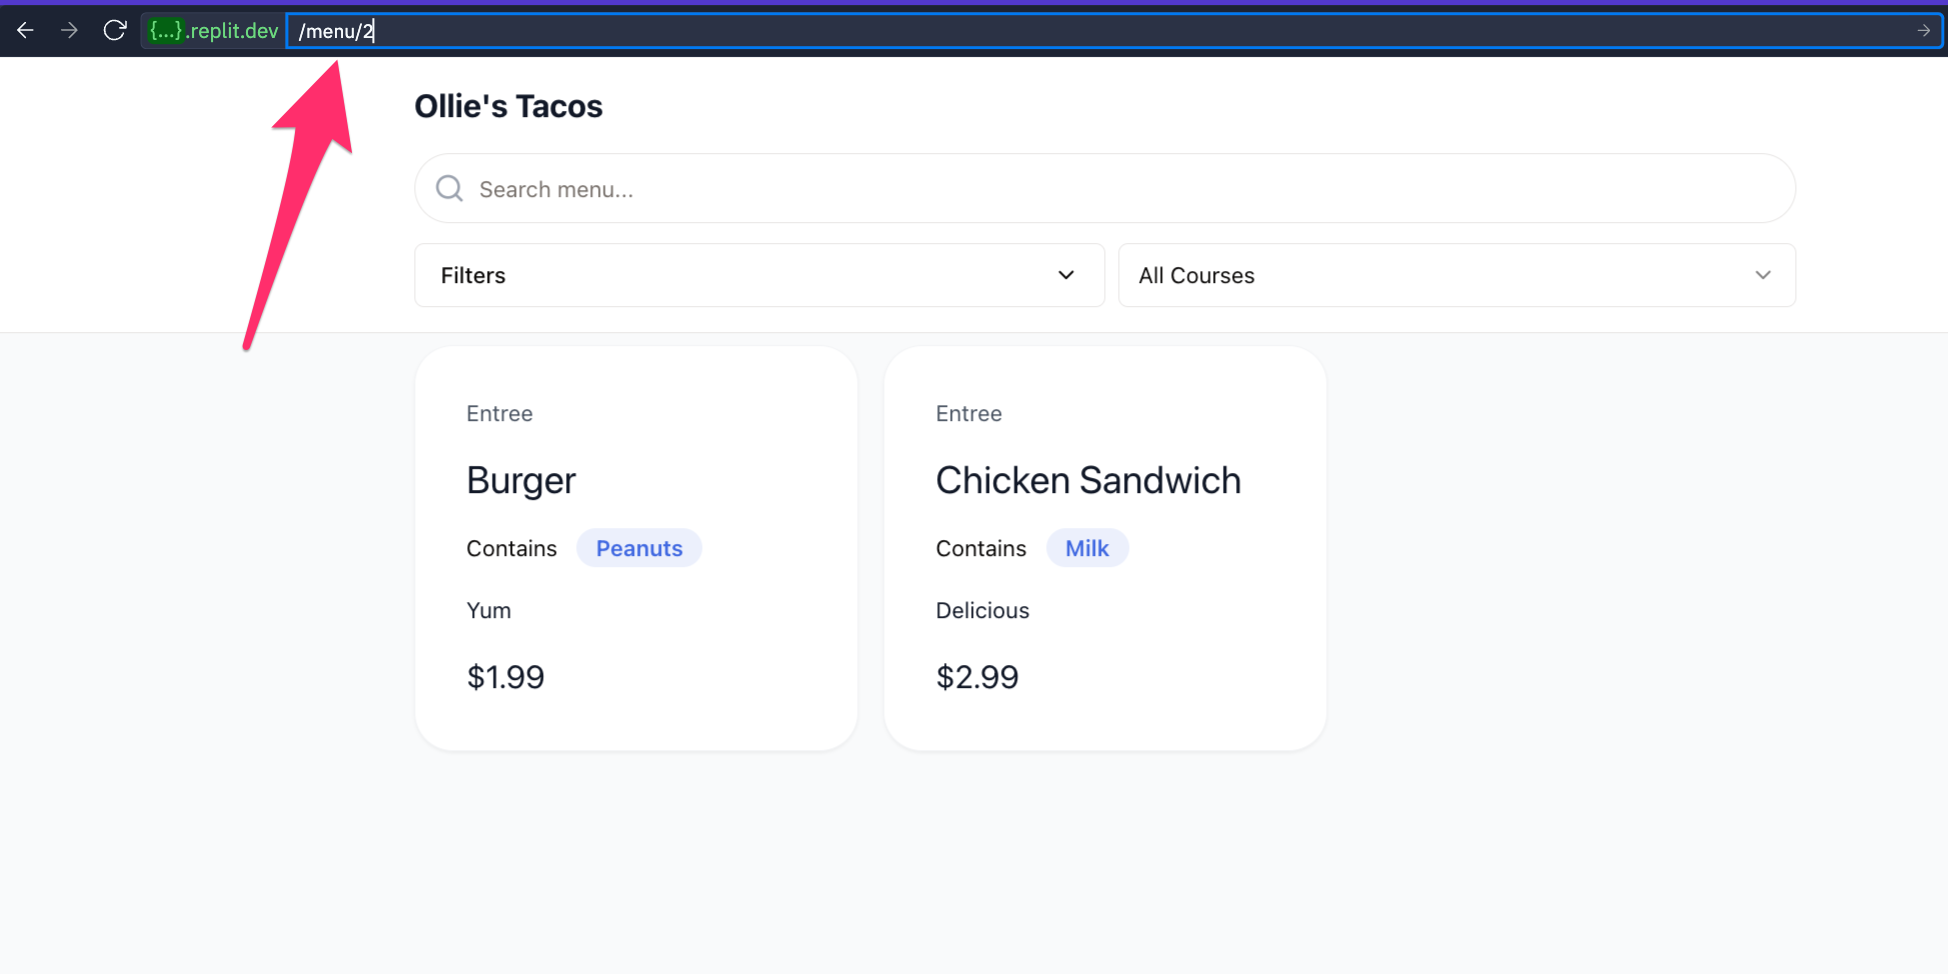 {...}.replit.dev /menu/2
Ollie's Tacos
Search menu...
Filters
All Courses
Entree
Burger
Contains Peanuts
Yum
$1.99
Entree
Chicken Sandwich
Contains Milk
Delicious
$2.99